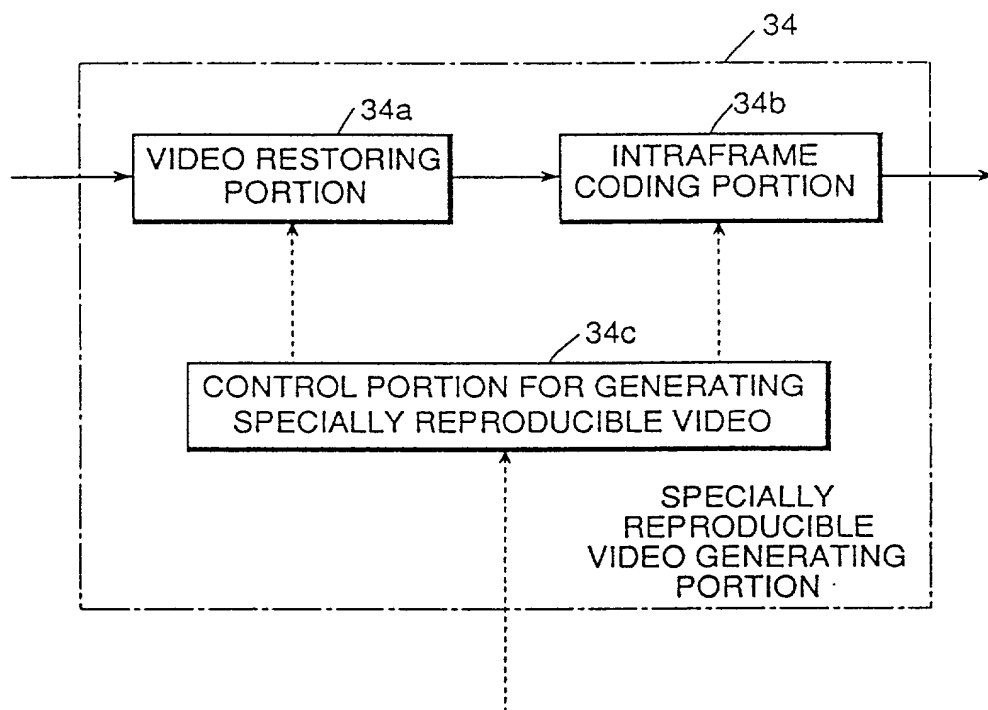 34
34a
34b
VIDEO RESTORING
PORTION
INTRAFRAME
CODING PORTION
34c
CONTROL PORTION FOR GENERATING
SPECIALLY REPRODUCIBLE VIDEO
SPECIALLY
REPRODUCIBLE
VIDEO GENERATING
PORTION